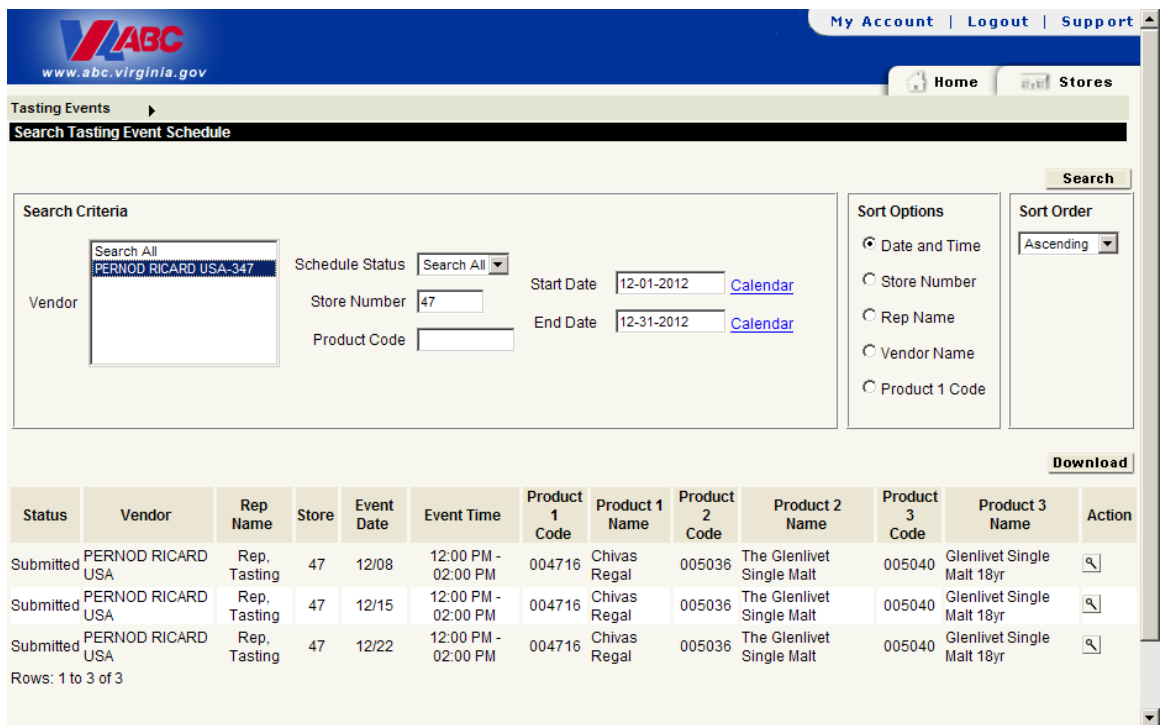 My Account | Logout | Support
ABC
www.abc.virginia.gov
Home Stores
Tasting Events
Search Tasting Event Schedule
Search
Search Criteria
Vendor
Search All
PERNOD RICARD USA-347
Schedule Status Search All
Store Number 47
Product Code
Start Date 12-01-2012 Calendar
End Date 12-31-2012 Calendar
Sort Options
Date and Time
Store Number
Rep Name
Vendor Name
Product 1 Code
Sort Order
Ascending
Download
Status Vendor Rep Name Store Event Date Event Time Product 1 Code Product 1 Name Product 2 Code Product 2 Name Product 3 Code Product 3 Name Action
Submitted PERNOD RICARD USA Rep, Tasting 47 12/08 12:00 PM - 02:00 PM 004716 Chivas Regal 005036 The Glenlivet Single Malt 005040 Glenlivet Single Malt 18yr
Submitted PERNOD RICARD USA Rep, Tasting 47 12/15 12:00 PM - 02:00 PM 004716 Chivas Regal 005036 The Glenlivet Single Malt 005040 Glenlivet Single Malt 18yr
Submitted PERNOD RICARD USA Rep, Tasting 47 12/22 12:00 PM - 02:00 PM 004716 Chivas Regal 005036 The Glenlivet Single Malt 005040 Glenlivet Single Malt 18yr
Rows: 1 to 3 of 3